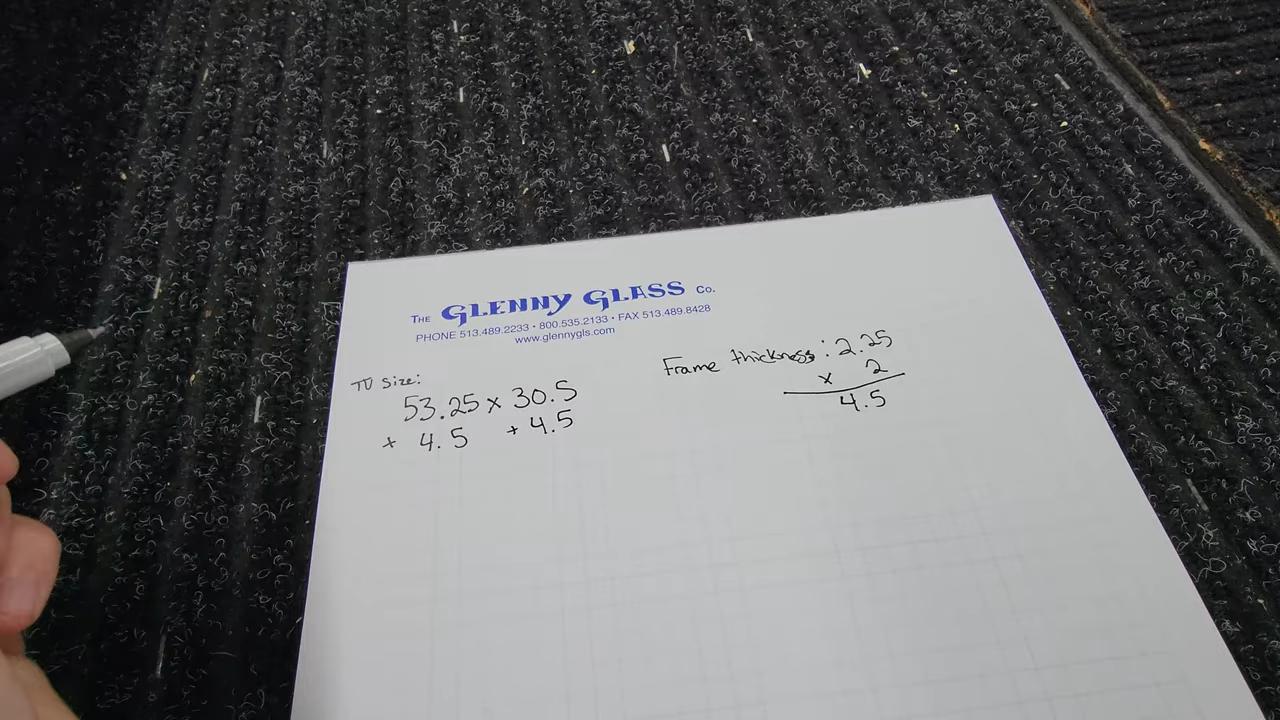 THE GLENNY GLASS Co.
PHONE 513.489.2233 • 800.535.2133 • FAX 513.489.8428
www.glennygls.com
TV Size:
53.25 x 30.5
+ 4.5 + 4.5
Frame thickness: 2.25
x 2
4.5